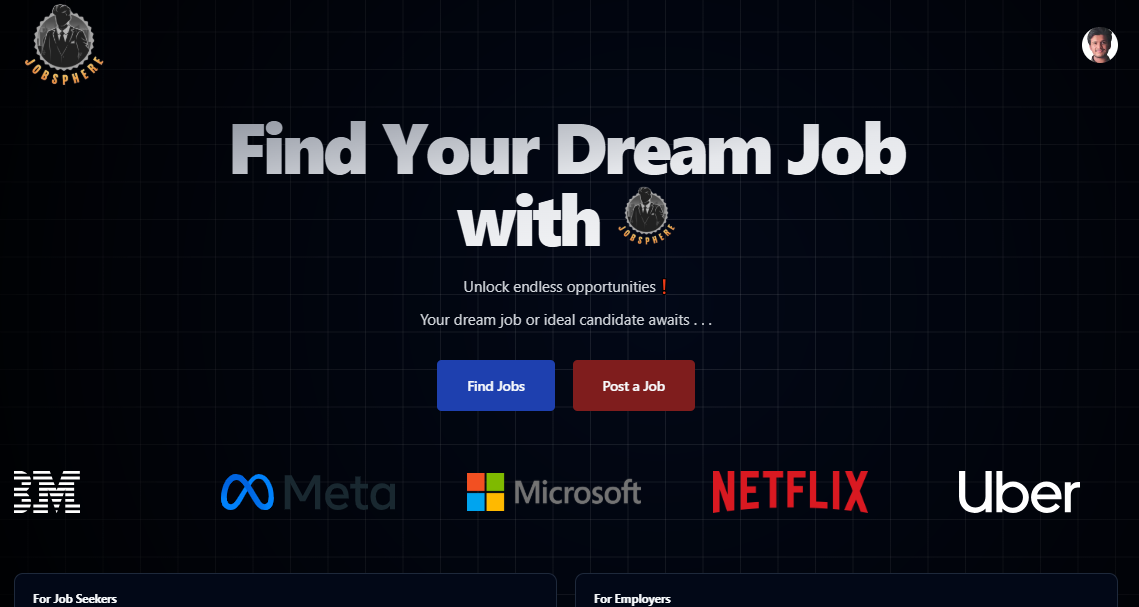 JOBSPHERE
Find Your Dream Job
with JOBSPHERE
Unlock endless opportunities❗
Your dream job or ideal candidate awaits . . .
Find Jobs
Post a Job
IBM
Meta
Microsoft
NETFLIX
Uber
For Job Seekers
For Employers